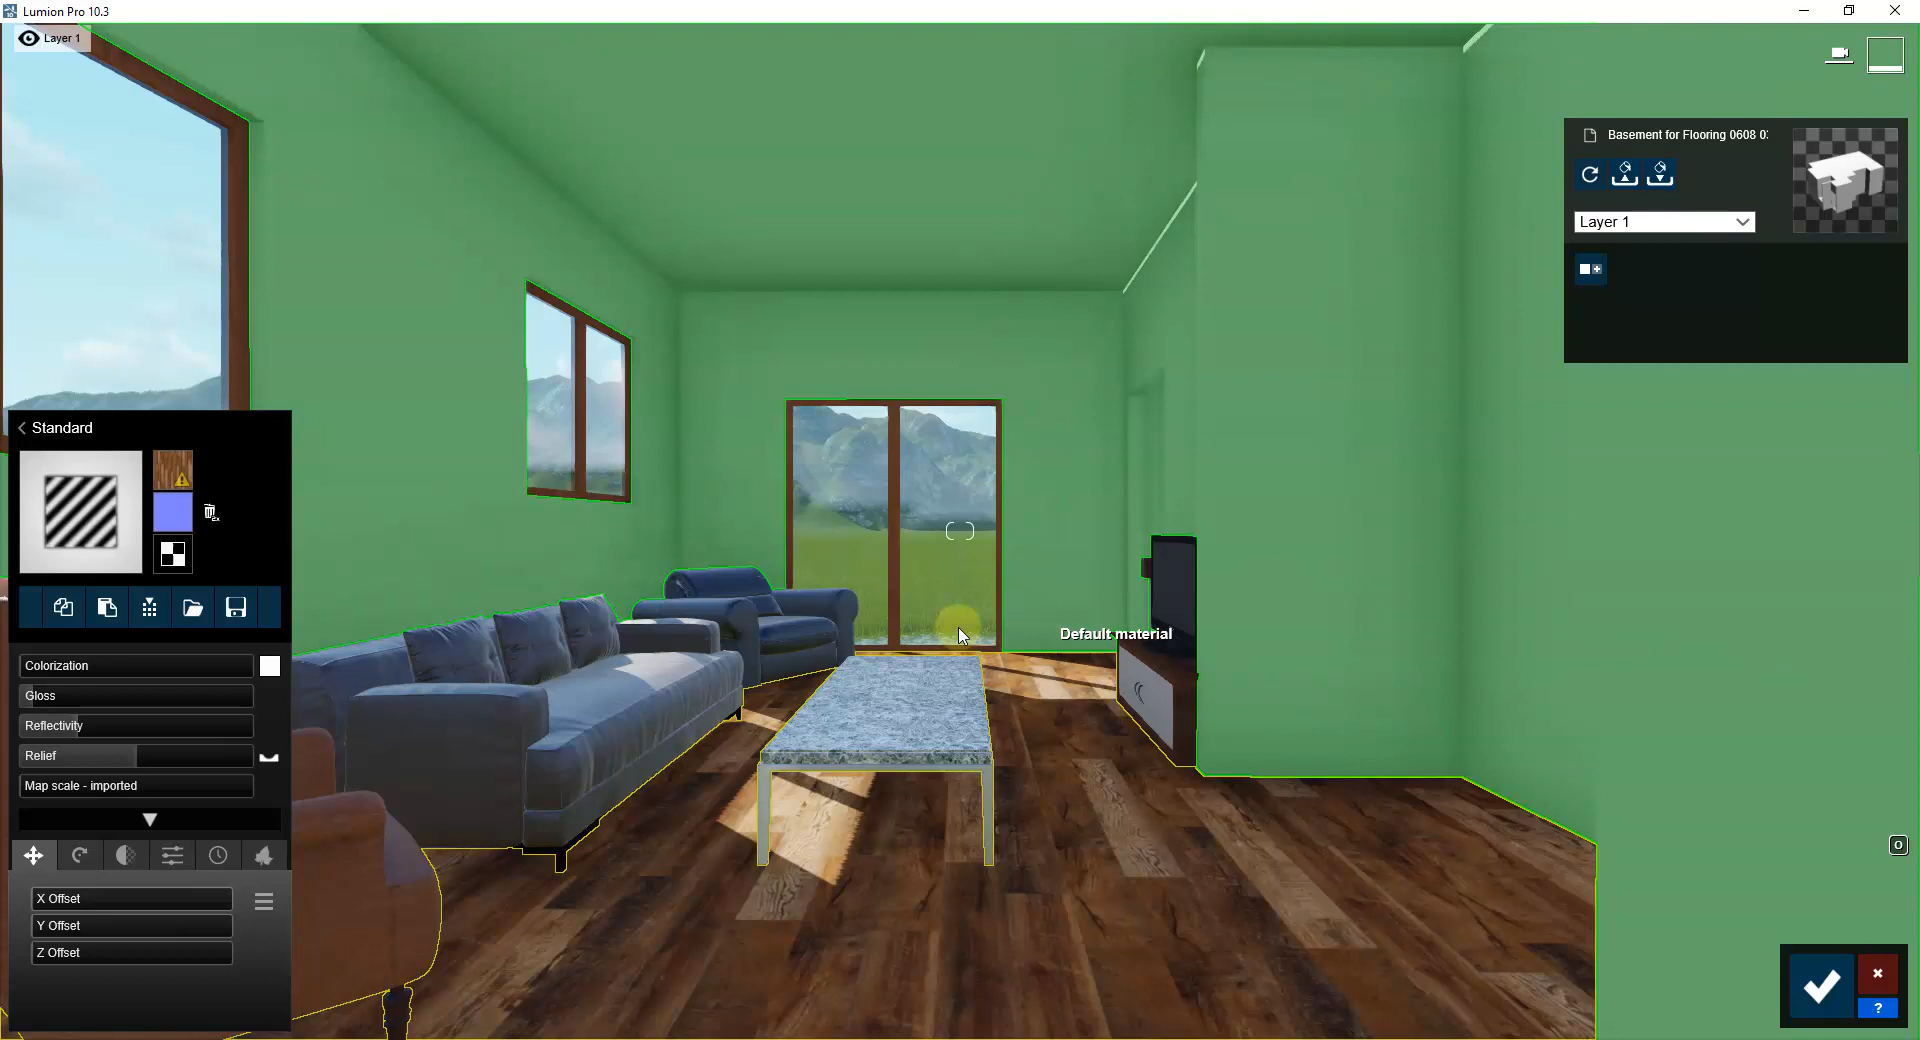 Lumion Pro 10.3
Layer 1
Basement for Flooring 0608 0
Layer 1
Standard
Default material
Colorization
Gloss
Reflectivity
Relief
Map scale - imported
O
X Offset
Y Offset
Z Offset
?